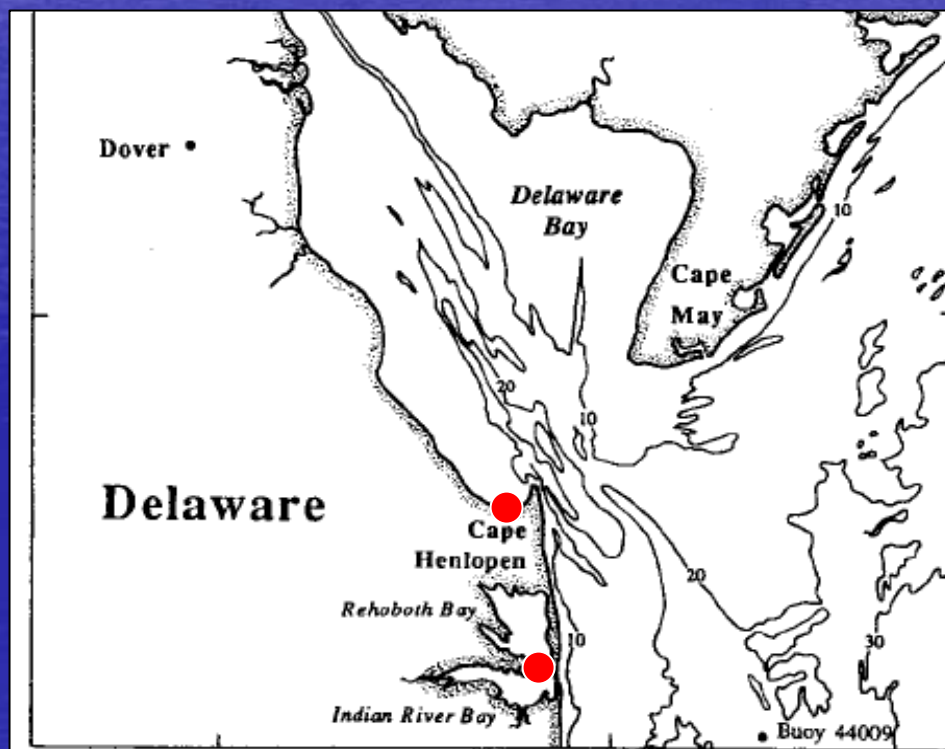 Dover
Delaware
Bay
10
Cape
May
20
10
Delaware
Cape
Henlopen
20
Rehoboth Bay
10
30
Indian River Bay
Buoy 44009